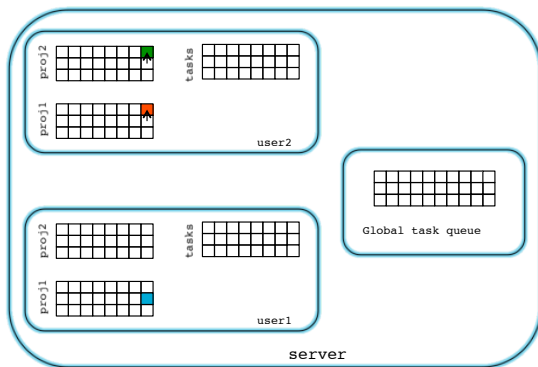 proj2
tasks
proj1
user2
Global task queue
proj2
tasks
proj1
user1
server